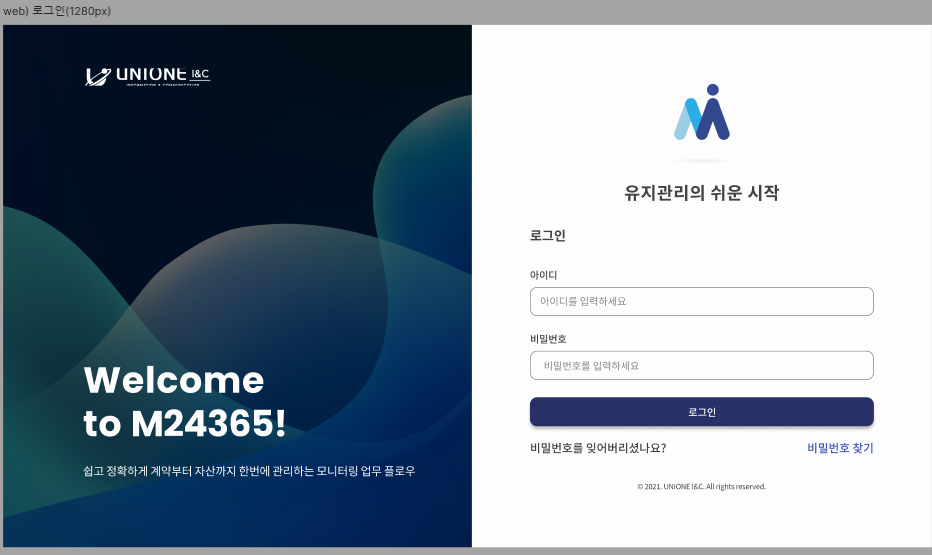 web) 로그인(1280px)
UNIONE I&C
Welcome
to M24365!
쉽고 정확하게 계약부터 자산까지 한번에 관리하는 모니터링 업무 플로우
유지관리의 쉬운 시작
로그인
아이디
아이디를 입력하세요
비밀번호
비밀번호를 입력하세요
로그인
비밀번호를 잊어버리셨나요? 비밀번호 찾기
© 2021. UNIONE I&C. All rights reserved.